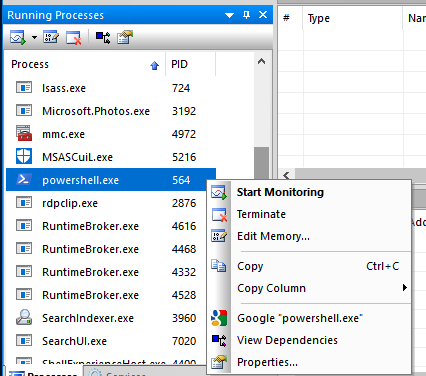 Running Processes
# Type
Process PID
lsass.exe 724
Microsoft.Photos.exe 3192
mmc.exe 4972
MSASCuiL.exe 5216
powershell.exe 564
rdpclip.exe 2876
RuntimeBroker.exe 4616
RuntimeBroker.exe 4468
RuntimeBroker.exe 4332
RuntimeBroker.exe 4528
SearchIndexer.exe 3960
SearchUI.exe 7020
ShellExperienceHost.exe 4400
Processes
Services
Start Monitoring
Terminate
Edit Memory...
Copy Ctrl+C
Copy Column
Google "powershell.exe"
View Dependencies
Properties...